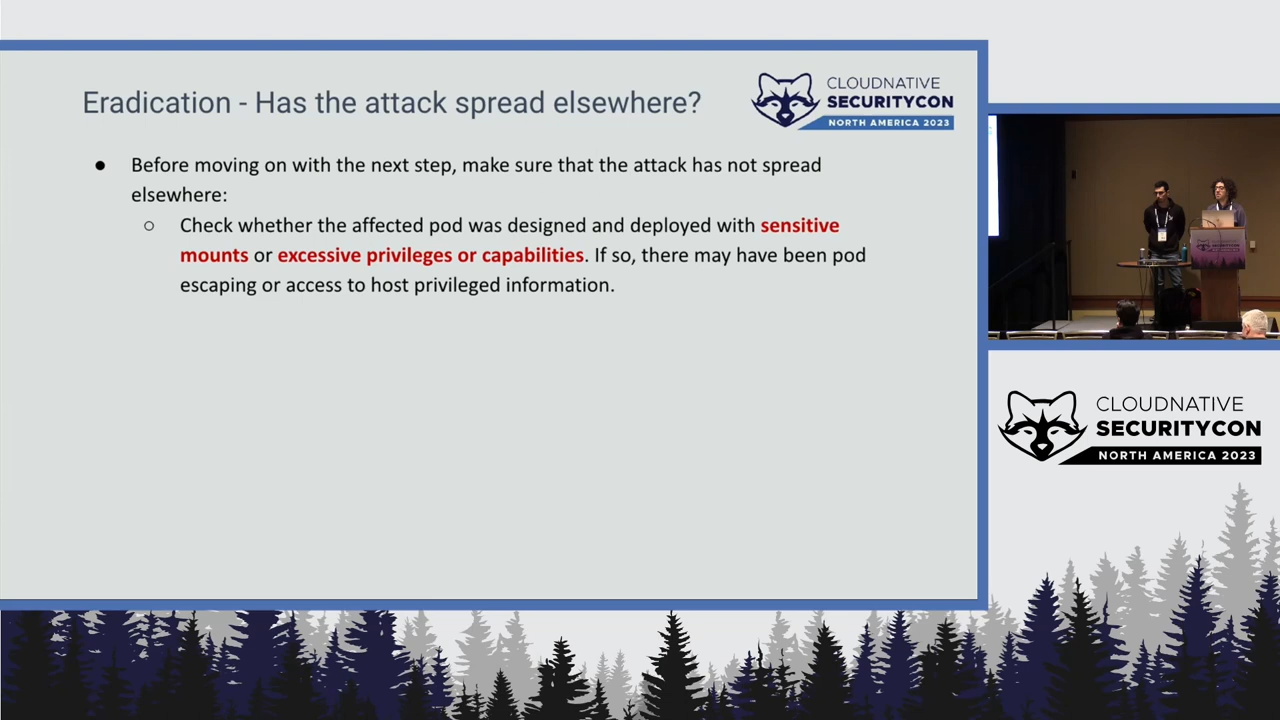 Eradication - Has the attack spread elsewhere?
CLOUDNATIVE
SECURITYCON
NORTH AMERICA 2023
● Before moving on with the next step, make sure that the attack has not spread
elsewhere:
○ Check whether the affected pod was designed and deployed with sensitive
mounts or excessive privileges or capabilities. If so, there may have been pod
escaping or access to host privileged information.
CLOUDNATIVE
SECURITYCON
NORTH AMERICA 2023